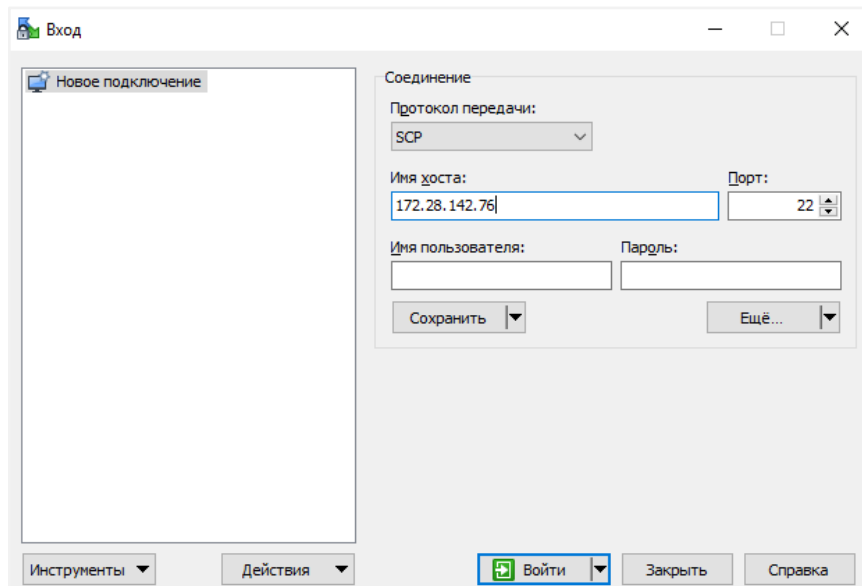 Вход
Новое подключение
Соединение
Протокол передачи:
SCP
Имя хоста:
Порт:
172.28.142.76
22
Имя пользователя:
Пароль:
Сохранить
Ещё...
Инструменты
Действия
Войти
Закрыть
Справка